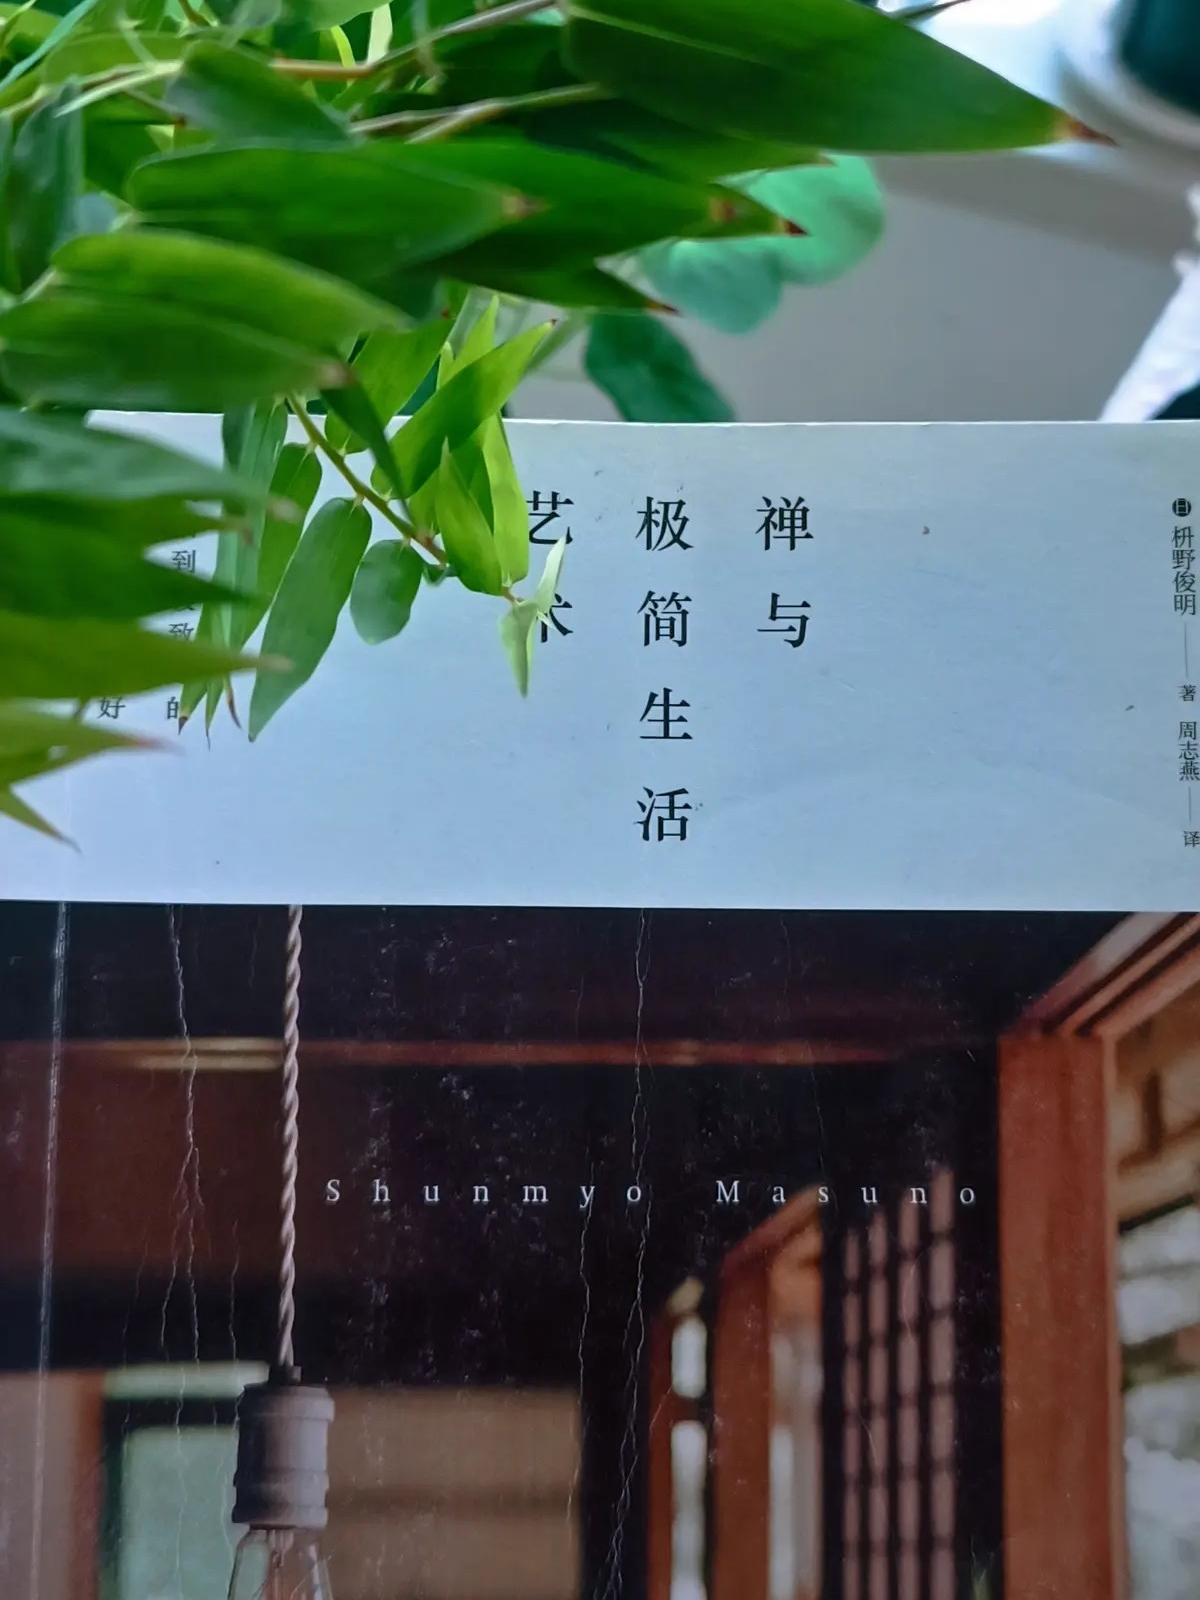 禅与
极简生活
艺术
日 枡野俊明 —— 著 周志燕 —— 译
到 致的
好
Shunmyo Masuno